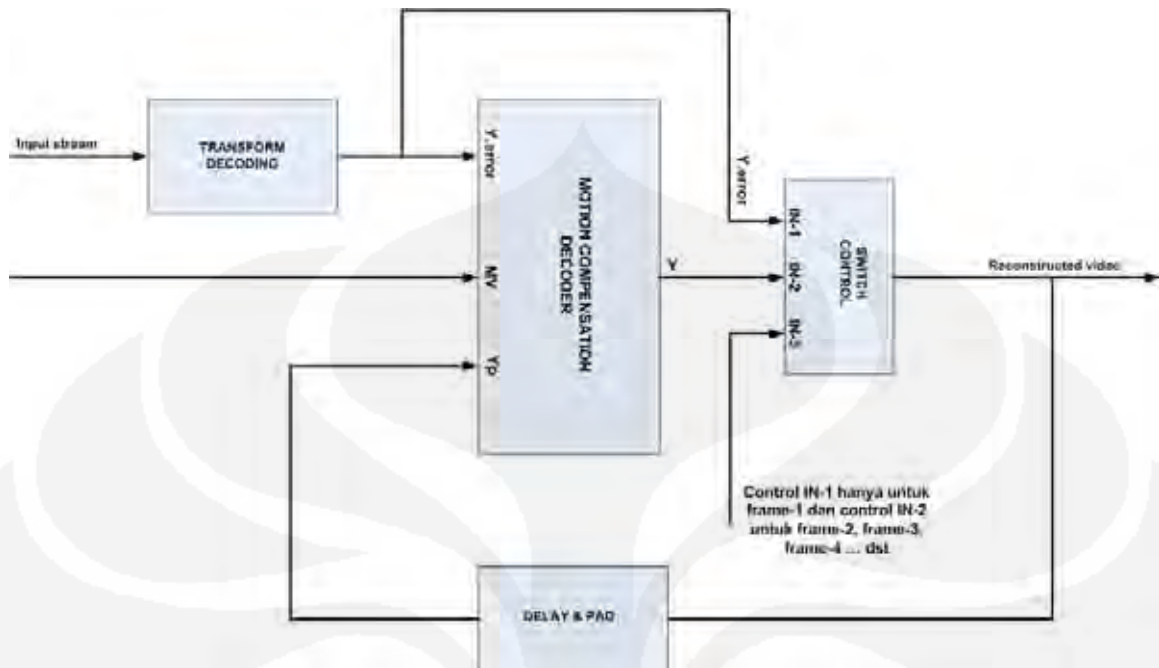 Input stream
TRANSFORM
DECODING
Y.error
MV
Yp
MOTION COMPENSATION
DECODER
Y
Y.error
IN-1
IN-2
IN-3
SWITCH
CONTROL
Reconstructed video
Control IN-1 hanya untuk
frame-1 dan control IN-2
untuk frame-2, frame-3,
frame-4 ... dst
DELAY & PAD